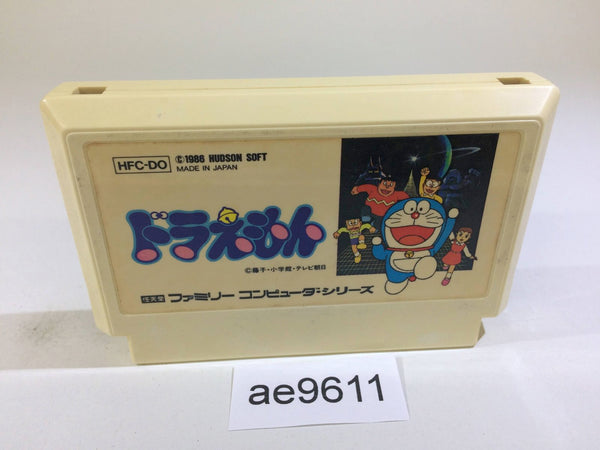 HFC-DO
©1986 HUDSON SOFT
MADE IN JAPAN
ドラえもん
©藤子・小学館・テレビ朝日
任天堂 ファミリー コンピュータ・シリーズ
ae9611